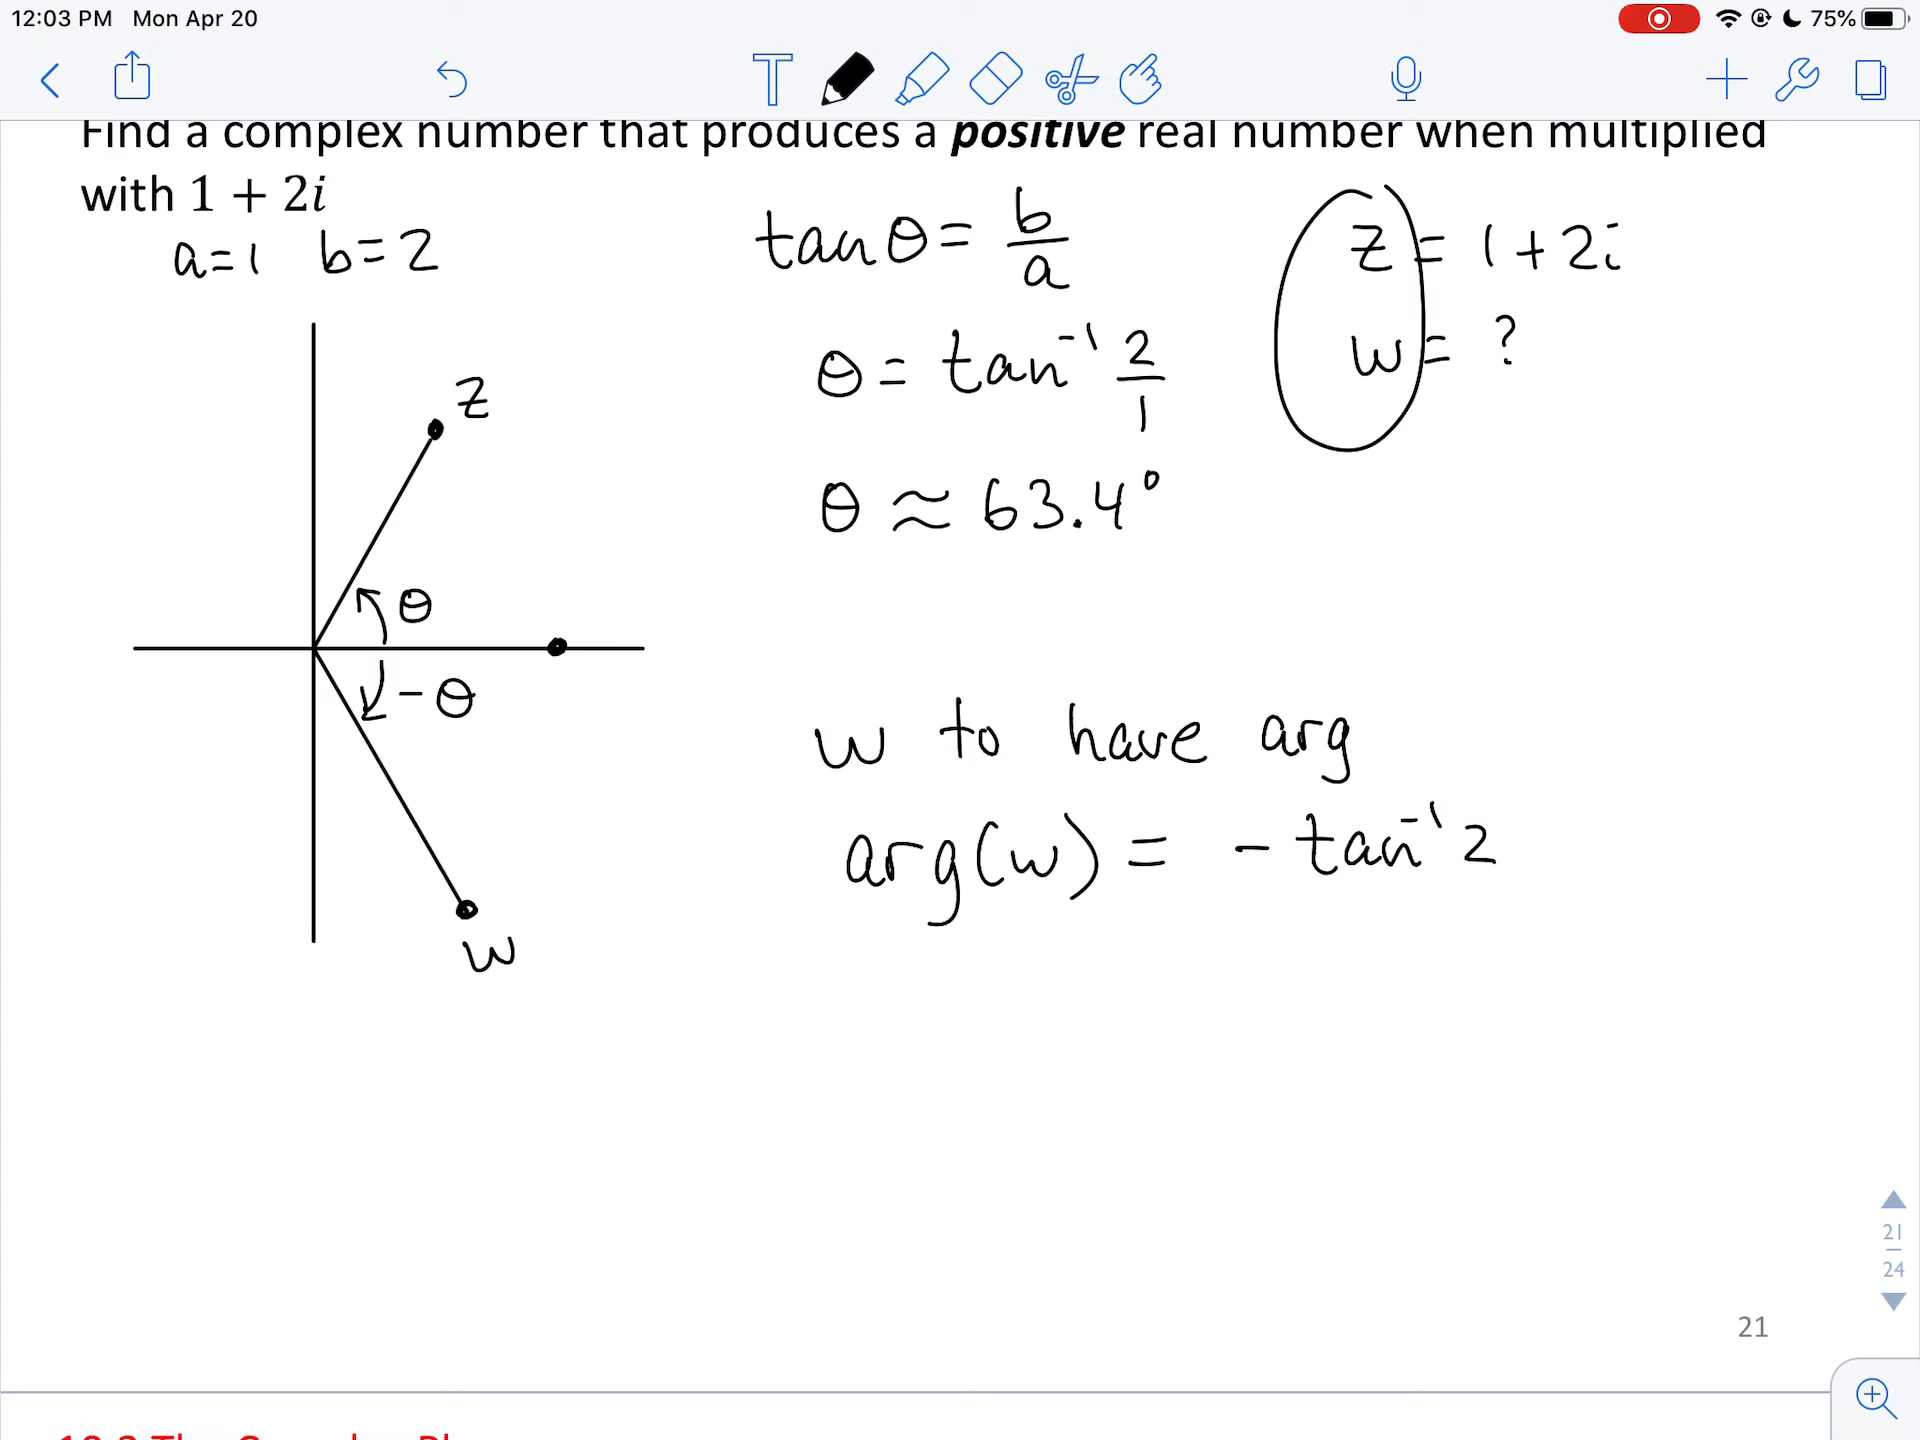 12:03 PM Mon Apr 20
75%
T
Find a complex number that produces a positive real number when multiplied
with 1 + 2i
a=1 b=2
tan θ = b/a
z = 1+2i
θ = tan⁻¹ 2/1
w = ?
z
θ ≈ 63.4°
θ
-θ
w to have arg
arg(w) = - tan⁻¹ 2
w
21
24
21